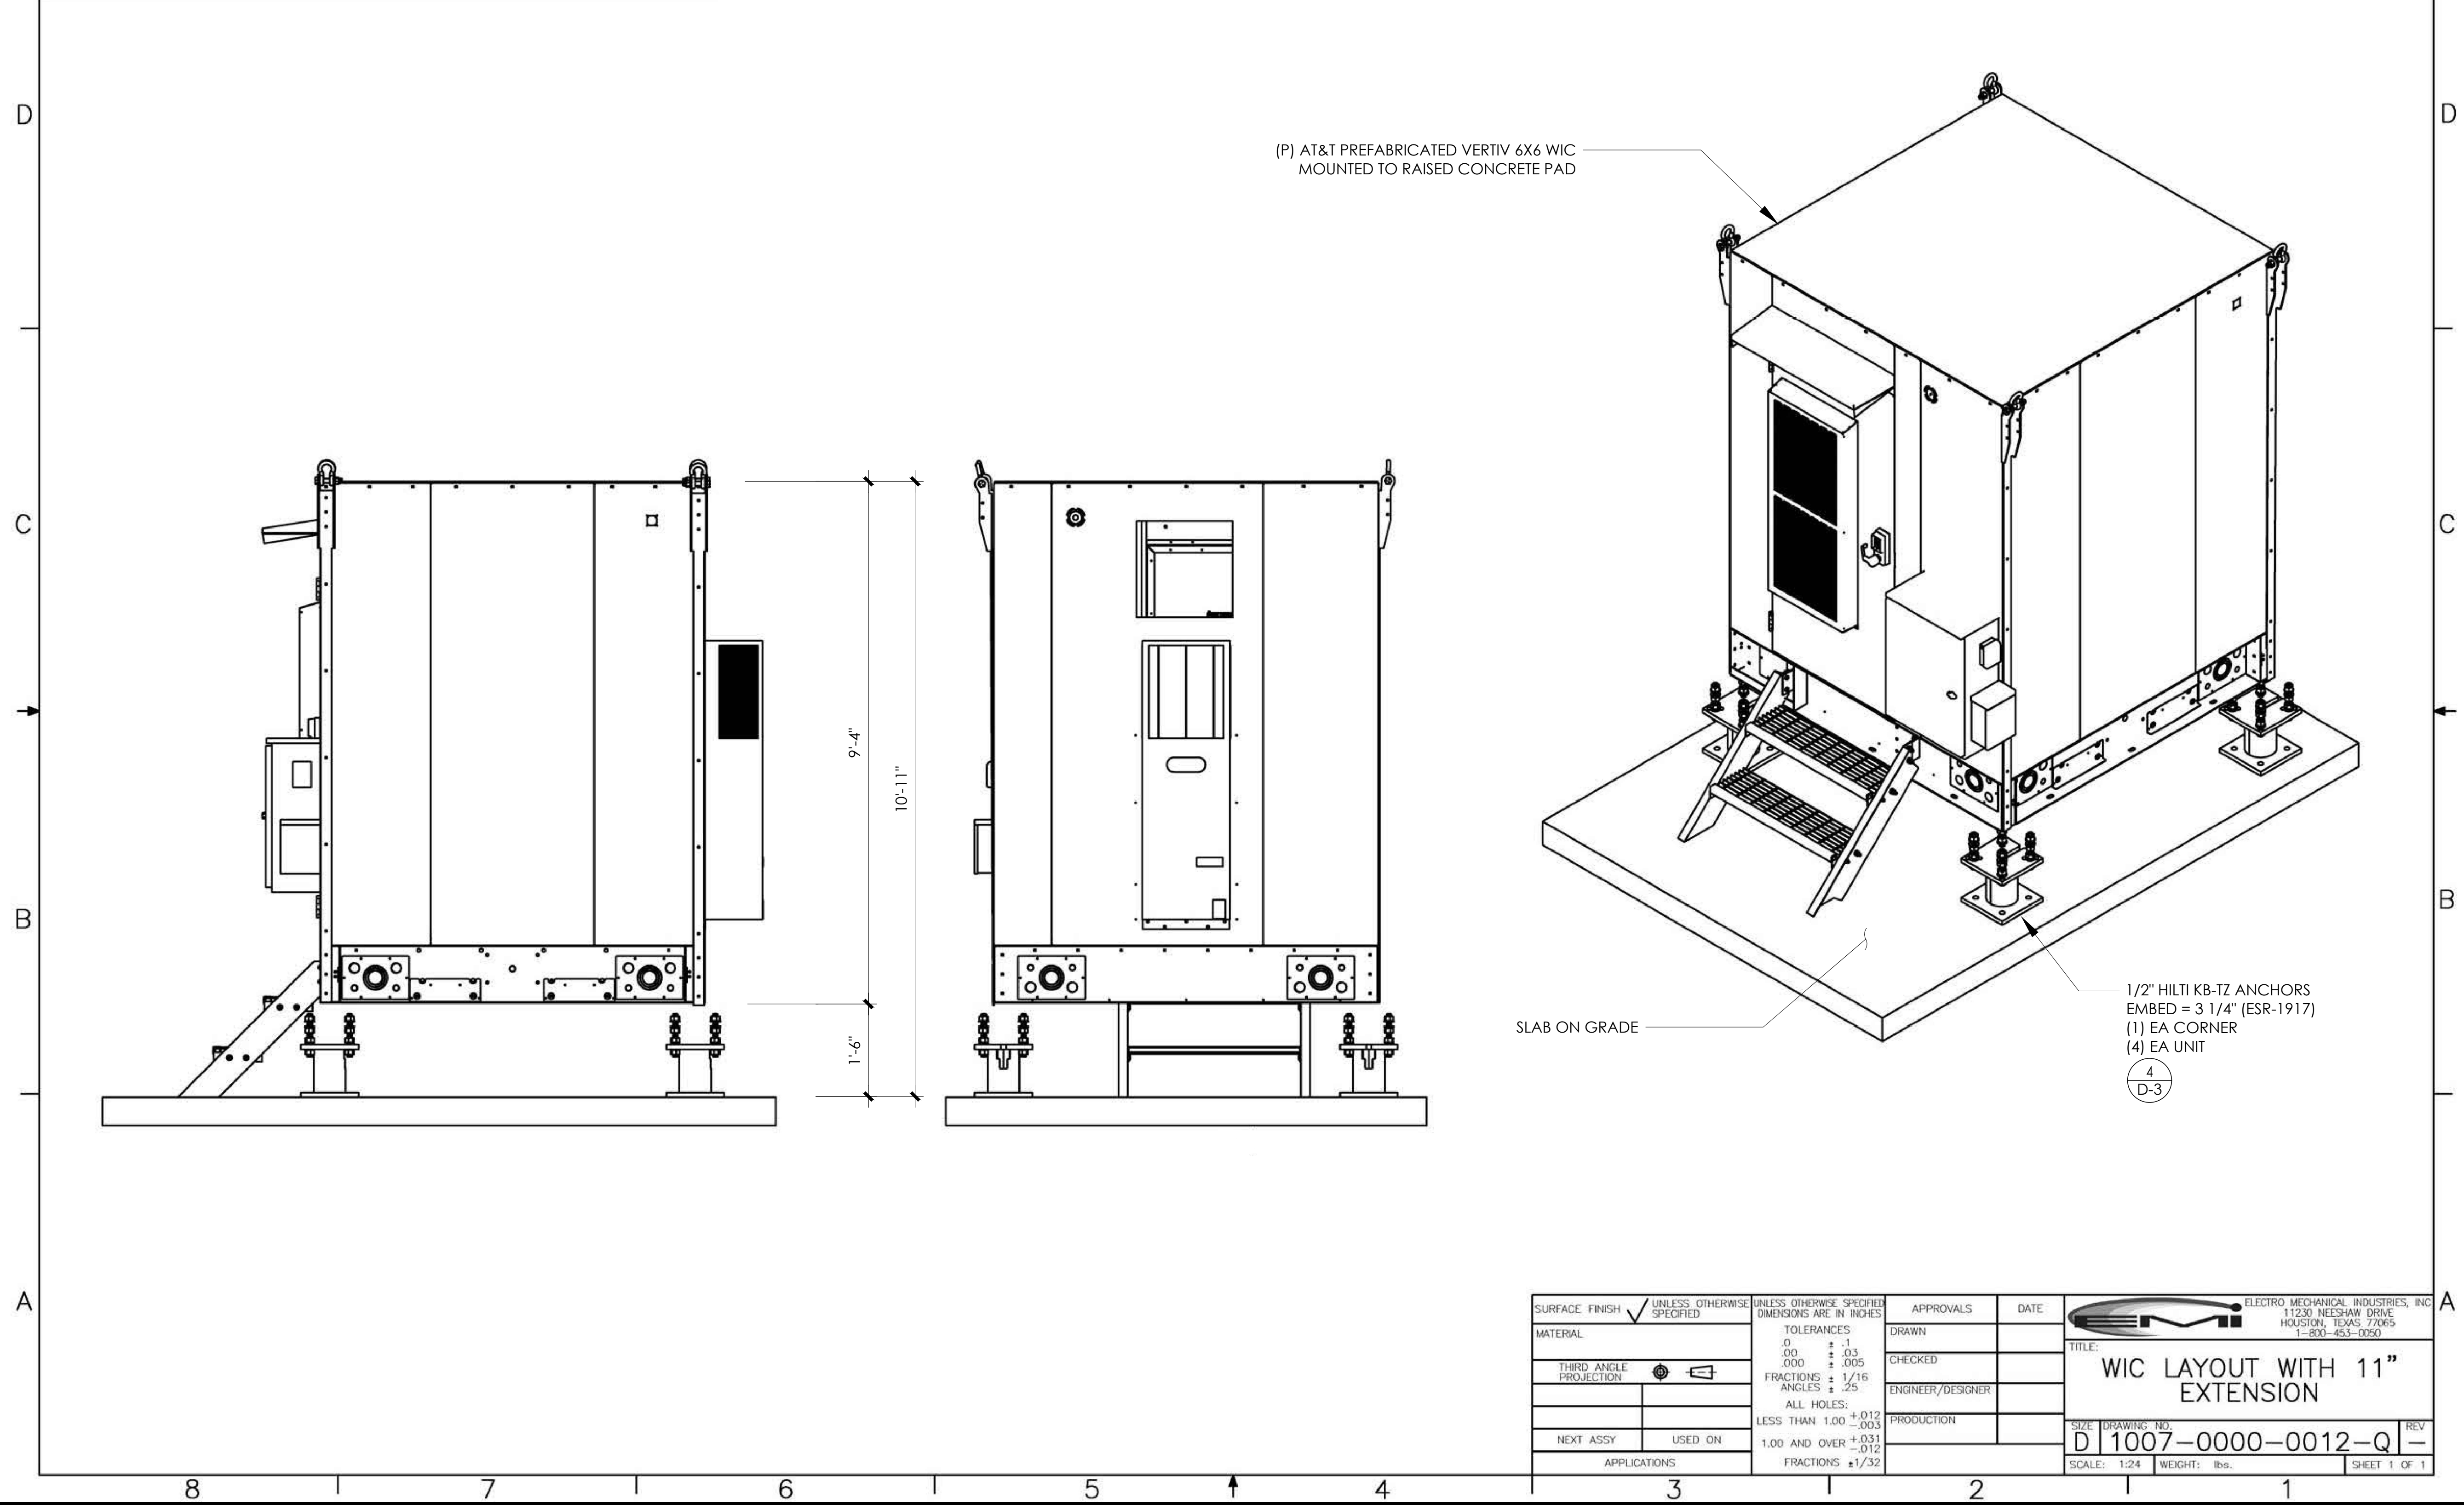 D
D
(P) AT&T PREFABRICATED VERTIV 6X6 WIC
MOUNTED TO RAISED CONCRETE PAD
C
C
9'-4"
10'-11"
1'-6"
B
B
SLAB ON GRADE
1/2" HILTI KB-TZ ANCHORS
EMBED = 3 1/4" (ESR-1917)
(1) EA CORNER
(4) EA UNIT
4
D-3
A
A
SURFACE FINISH
UNLESS OTHERWISE
SPECIFIED
MATERIAL
THIRD ANGLE
PROJECTION
NEXT ASSY
USED ON
APPLICATIONS
UNLESS OTHERWISE SPECIFIED
DIMENSIONS ARE IN INCHES
TOLERANCES
.0 ± .1
.00 ± .03
.000 ± .005
FRACTIONS ± 1/16
ANGLES ± .25
ALL HOLES:
LESS THAN 1.00 +.012 -.003
1.00 AND OVER +.031 -.012
FRACTIONS ±1/32
APPROVALS
DATE
DRAWN
CHECKED
ENGINEER/DESIGNER
PRODUCTION
EMI
ELECTRO MECHANICAL INDUSTRIES, INC
11230 NEESHAW DRIVE
HOUSTON, TEXAS 77065
1-800-453-0050
TITLE:
WIC LAYOUT WITH 11"
EXTENSION
SIZE
D
DRAWING NO.
1007-0000-0012-Q
REV
-
SCALE: 1:24
WEIGHT: lbs.
SHEET 1 OF 1
8
7
6
5
4
3
2
1